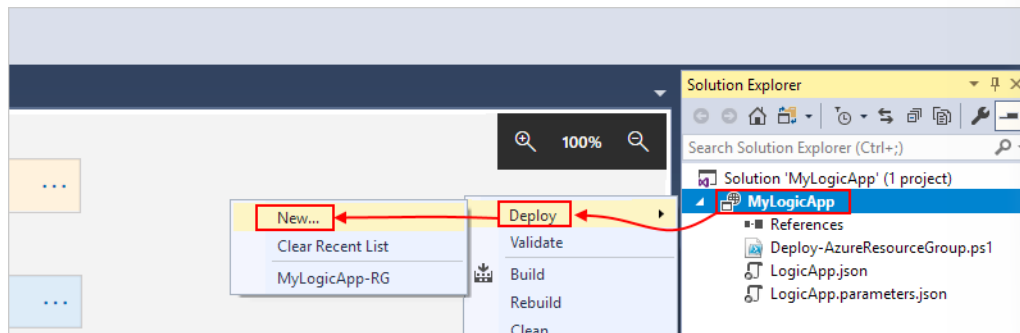 Solution Explorer
100%
Search Solution Explorer (Ctrl+;)
Solution 'MyLogicApp' (1 project)
MyLogicApp
References
Deploy-AzureResourceGroup.ps1
LogicApp.json
LogicApp.parameters.json
Deploy
Validate
Build
Rebuild
Clean
New...
Clear Recent List
MyLogicApp-RG